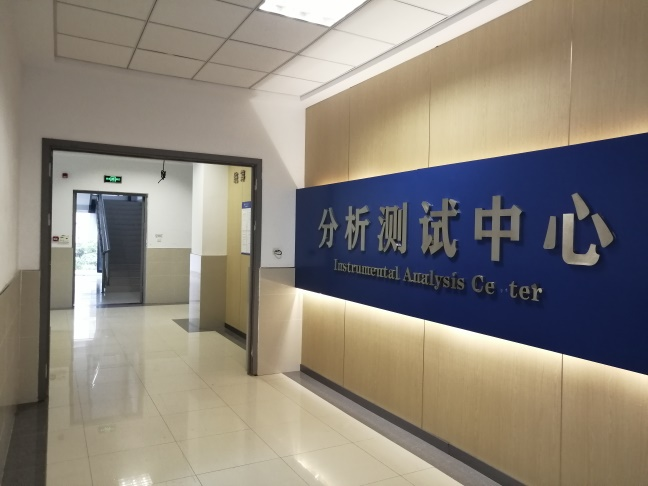 分析测试中心
Instrumental Analysis Ce ter